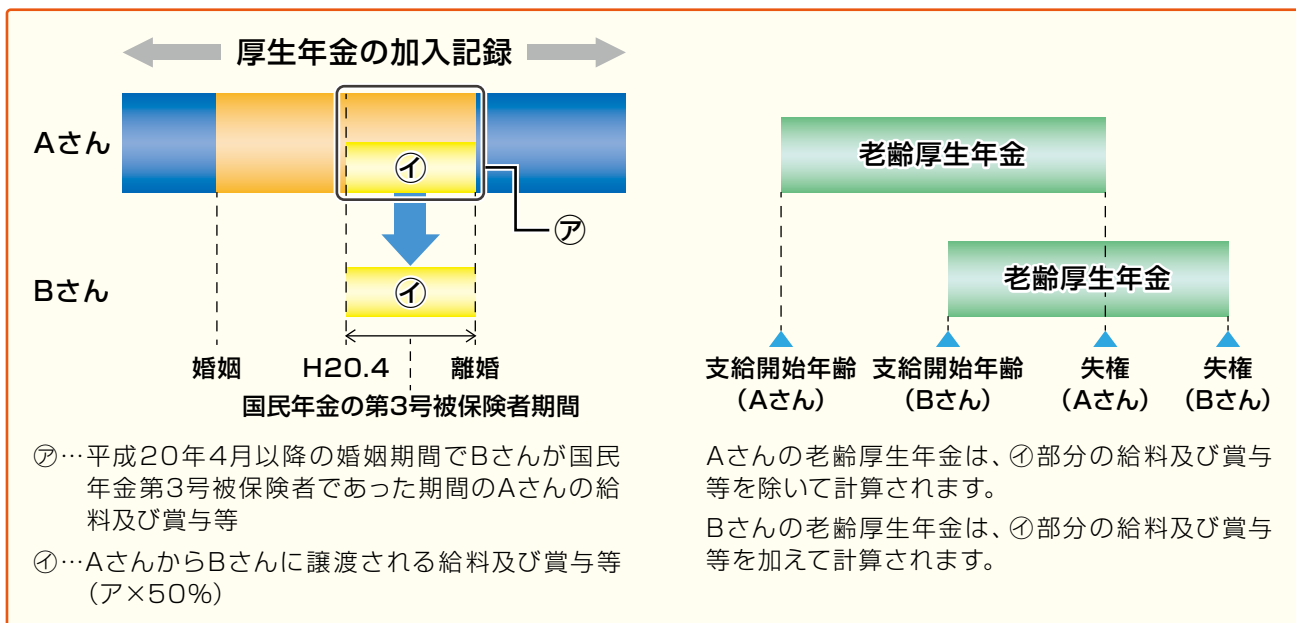 厚生年金の加入記録
Aさん
㋑
㋐
Bさん
㋑
婚姻
H20.4
離婚
国民年金の第3号被保険者期間
㋐…平成20年4月以降の婚姻期間でBさんが国民
年金第3号被保険者であった期間のAさんの給
料及び賞与等
㋑…AさんからBさんに譲渡される給料及び賞与等
(ア×50%)
老齢厚生年金
老齢厚生年金
支給開始年齢
(Aさん)
支給開始年齢
(Bさん)
失権
(Aさん)
失権
(Bさん)
Aさんの老齢厚生年金は、㋑部分の給料及び賞与
等を除いて計算されます。
Bさんの老齢厚生年金は、㋑部分の給料及び賞与
等を加えて計算されます。